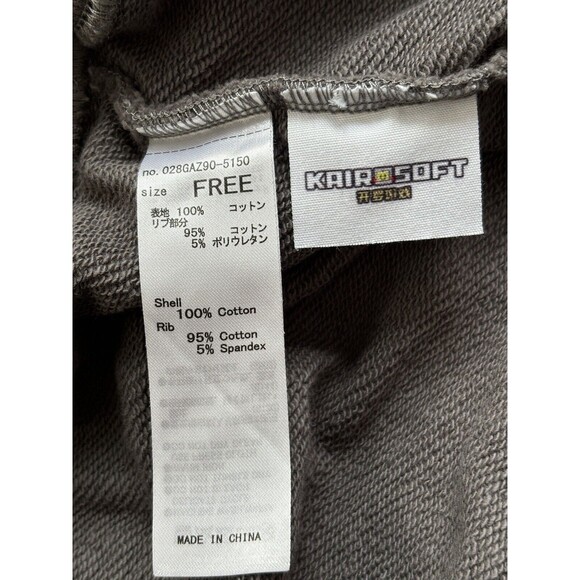 no. 028GAZ90-5150
size FREE
表地 100% コットン
リブ部分
95% コットン
5% ポリウレタン
Shell
100% Cotton
Rib
95% Cotton
5% Spandex
MADE IN CHINA
KAIROSOFT
开罗游戏